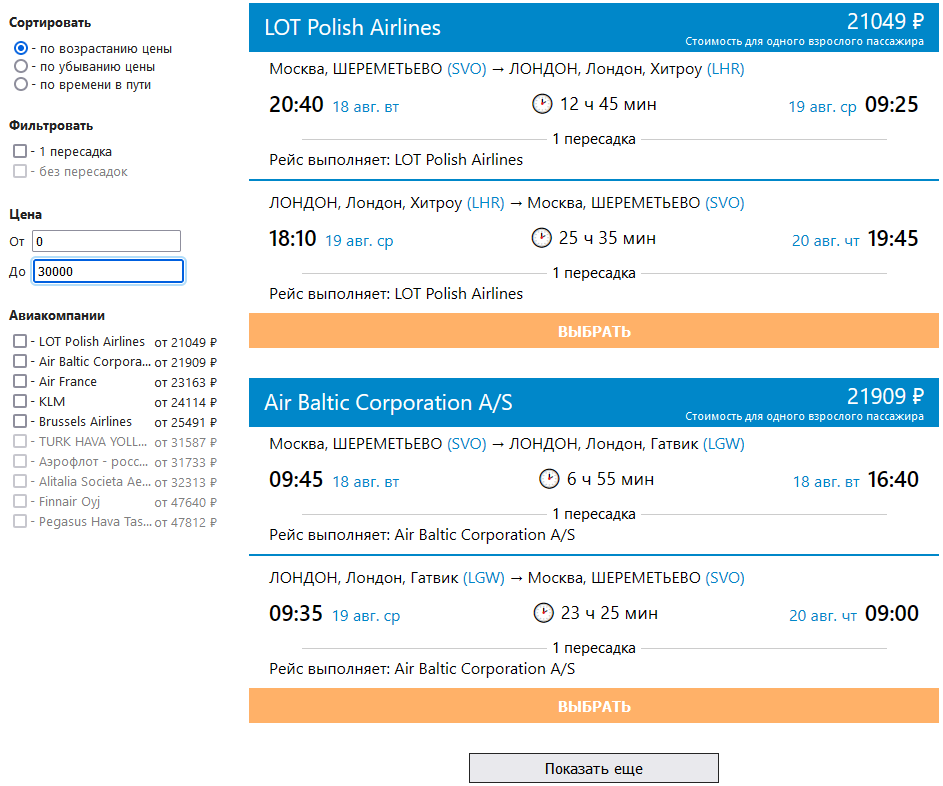 Сортировать
- по возрастанию цены
- по убыванию цены
- по времени в пути
Фильтровать
- 1 пересадка
- без пересадок
Цена
От 0
До 30000
Авиакомпании
- LOT Polish Airlines от 21049 ₽
- Air Baltic Corpora... от 21909 ₽
- Air France от 23163 ₽
- KLM от 24114 ₽
- Brussels Airlines от 25491 ₽
- TURK HAVA YOLL... от 31587 ₽
- Аэрофлот - росс... от 31733 ₽
- Alitalia Societa Ae... от 32313 ₽
- Finnair Oyj от 47640 ₽
- Pegasus Hava Tas... от 47812 ₽
LOT Polish Airlines 21049 ₽
Стоимость для одного взрослого пассажира
Москва, ШЕРЕМЕТЬЕВО (SVO) → ЛОНДОН, Лондон, Хитроу (LHR)
20:40 18 авг. вт 12 ч 45 мин 19 авг. ср 09:25
1 пересадка
Рейс выполняет: LOT Polish Airlines
ЛОНДОН, Лондон, Хитроу (LHR) → Москва, ШЕРЕМЕТЬЕВО (SVO)
18:10 19 авг. ср 25 ч 35 мин 20 авг. чт 19:45
1 пересадка
Рейс выполняет: LOT Polish Airlines
ВЫБРАТЬ
Air Baltic Corporation A/S 21909 ₽
Стоимость для одного взрослого пассажира
Москва, ШЕРЕМЕТЬЕВО (SVO) → ЛОНДОН, Лондон, Гатвик (LGW)
09:45 18 авг. вт 6 ч 55 мин 18 авг. вт 16:40
1 пересадка
Рейс выполняет: Air Baltic Corporation A/S
ЛОНДОН, Лондон, Гатвик (LGW) → Москва, ШЕРЕМЕТЬЕВО (SVO)
09:35 19 авг. ср 23 ч 25 мин 20 авг. чт 09:00
1 пересадка
Рейс выполняет: Air Baltic Corporation A/S
ВЫБРАТЬ
Показать еще